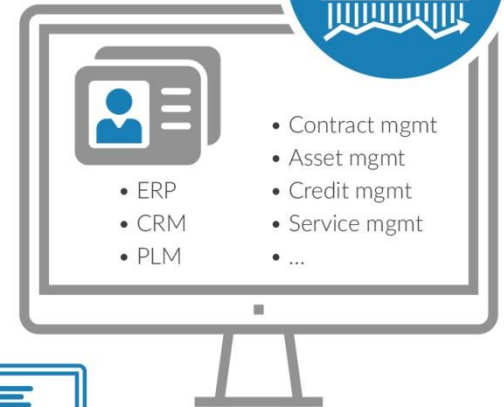 • ERP
• CRM
• PLM
• Contract mgmt
• Asset mgmt
• Credit mgmt
• Service mgmt
• ...